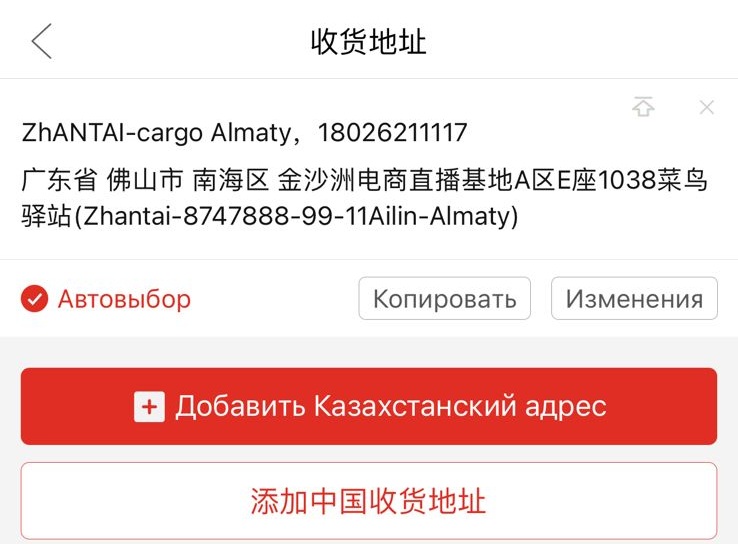 收货地址
ZhANTAI-cargo Almaty，18026211117
广东省 佛山市 南海区 金沙洲电商直播基地A区E座1038菜鸟
驿站(Zhantai-8747888-99-11Ailin-Almaty)
Автовыбор
Копировать
Изменения
Добавить Казахстанский адрес
添加中国收货地址